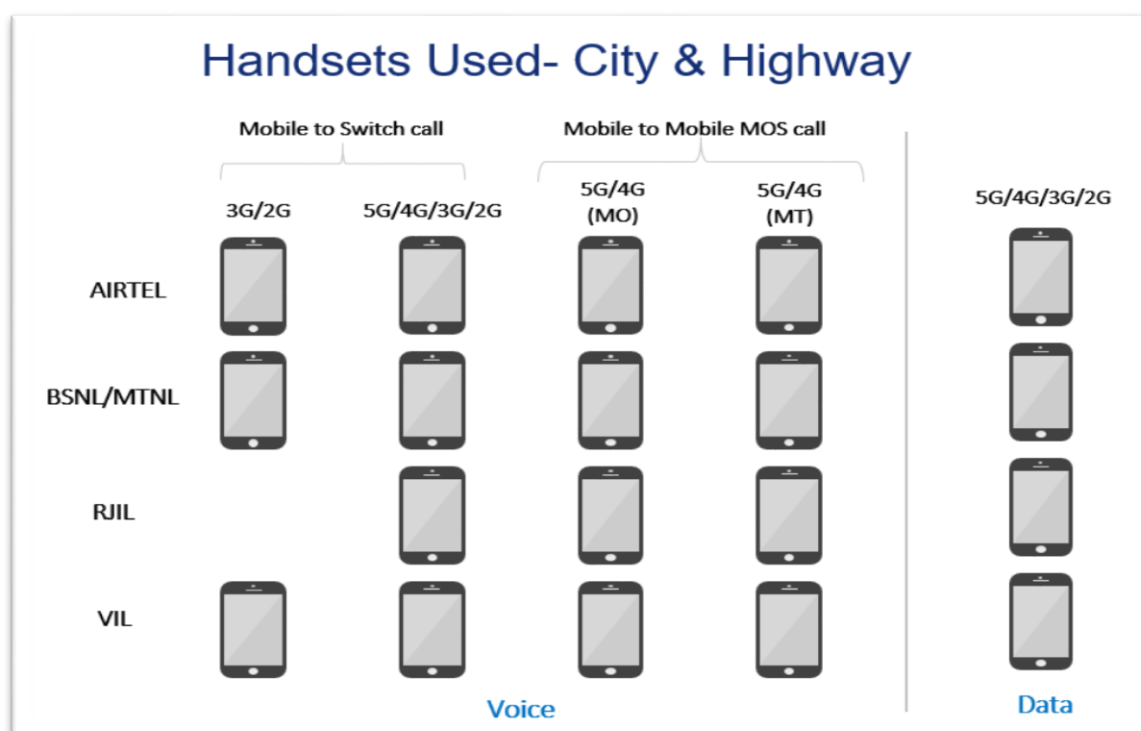 Handsets Used- City & Highway
Mobile to Switch call
Mobile to Mobile MOS call
3G/2G
5G/4G/3G/2G
5G/4G
(MO)
5G/4G
(MT)
5G/4G/3G/2G
AIRTEL
BSNL/MTNL
RJIL
VIL
Voice
Data